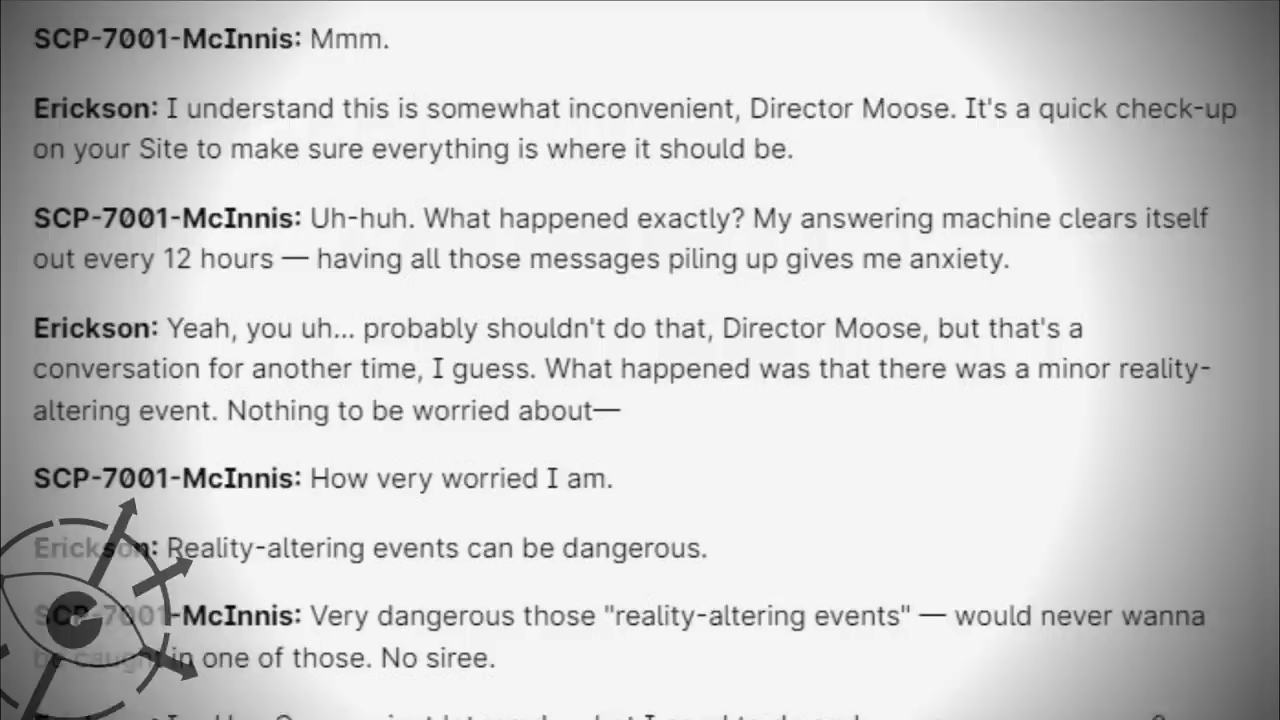 SCP-7001-McInnis: Mmm.
Erickson: I understand this is somewhat inconvenient, Director Moose. It's a quick check-up
on your Site to make sure everything is where it should be.
SCP-7001-McInnis: Uh-huh. What happened exactly? My answering machine clears itself
out every 12 hours — having all those messages piling up gives me anxiety.
Erickson: Yeah, you uh... probably shouldn't do that, Director Moose, but that's a
conversation for another time, I guess. What happened was that there was a minor reality-
altering event. Nothing to be worried about—
SCP-7001-McInnis: How very worried I am.
Erickson: Reality-altering events can be dangerous.
SCP-7001-McInnis: Very dangerous those "reality-altering events" — would never wanna
be caught in one of those. No siree.